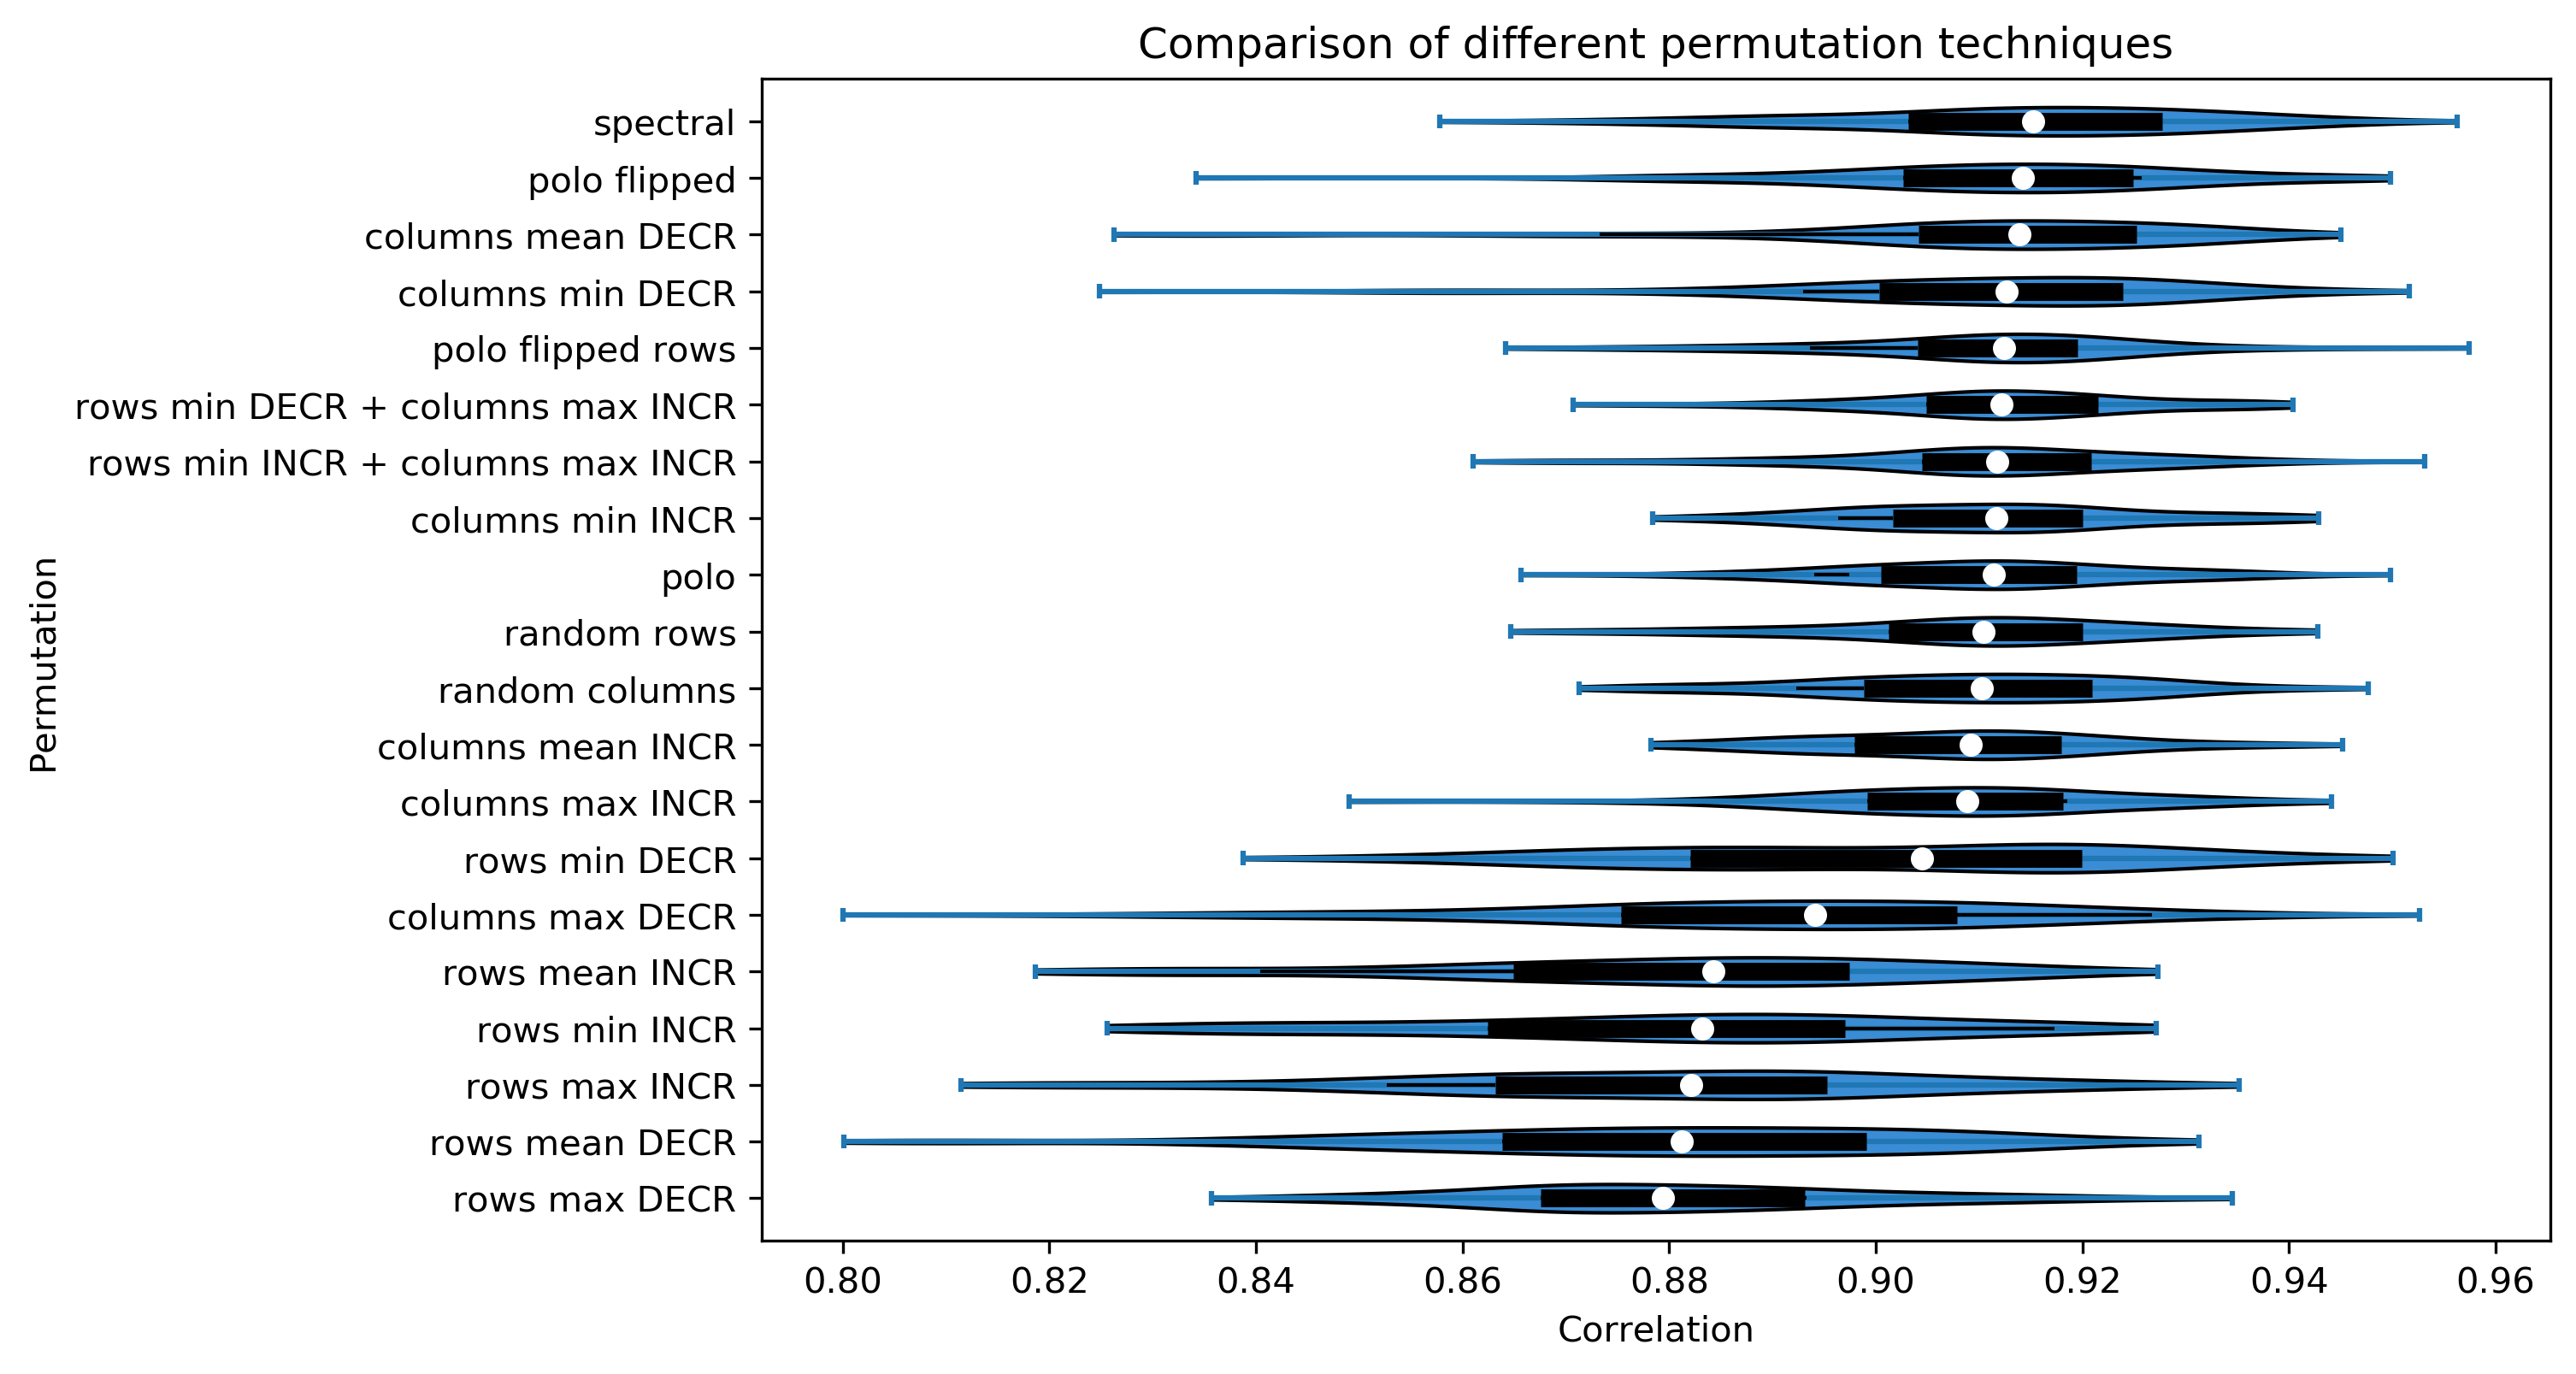 Comparison of different permutation techniques
Permutation
spectral
polo flipped
columns mean DECR
columns min DECR
polo flipped rows
rows min DECR + columns max INCR
rows min INCR + columns max INCR
columns min INCR
polo
random rows
random columns
columns mean INCR
columns max INCR
rows min DECR
columns max DECR
rows mean INCR
rows min INCR
rows max INCR
rows mean DECR
rows max DECR
0.80 0.82 0.84 0.86 0.88 0.90 0.92 0.94 0.96
Correlation